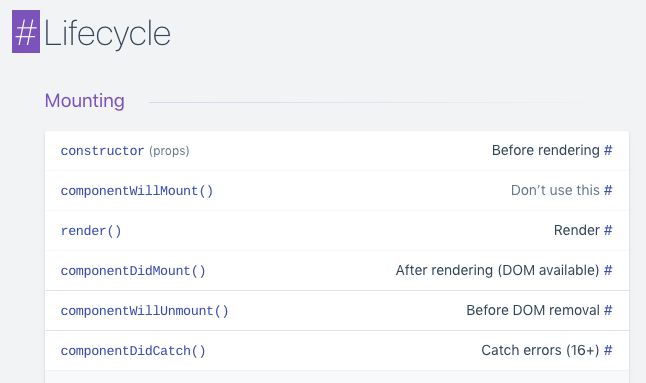 # Lifecycle
Mounting
constructor (props) Before rendering #
componentWillMount() Don’t use this #
render() Render #
componentDidMount() After rendering (DOM available) #
componentWillUnmount() Before DOM removal #
componentDidCatch() Catch errors (16+) #